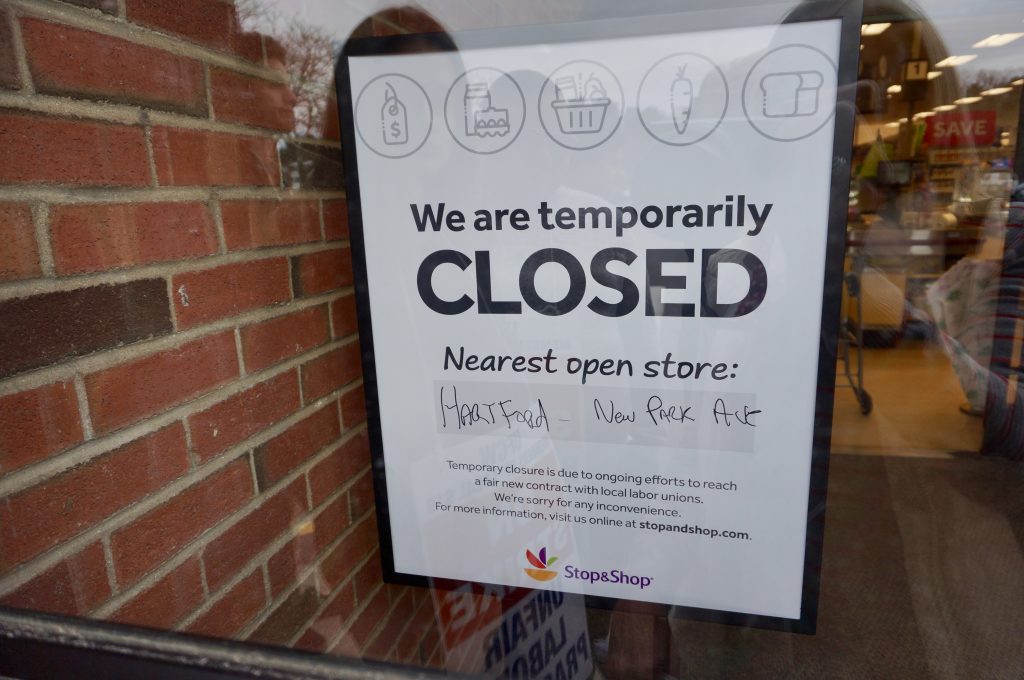 $
We are temporarily
CLOSED
Nearest open store:
Hartford - New Park Ave
Temporary closure is due to ongoing efforts to reach
a fair new contract with local labor unions.
We're sorry for any inconvenience.
For more information, visit us online at stopandshop.com.
Stop&Shop
1
SAVE
UNFAIR
LABOR